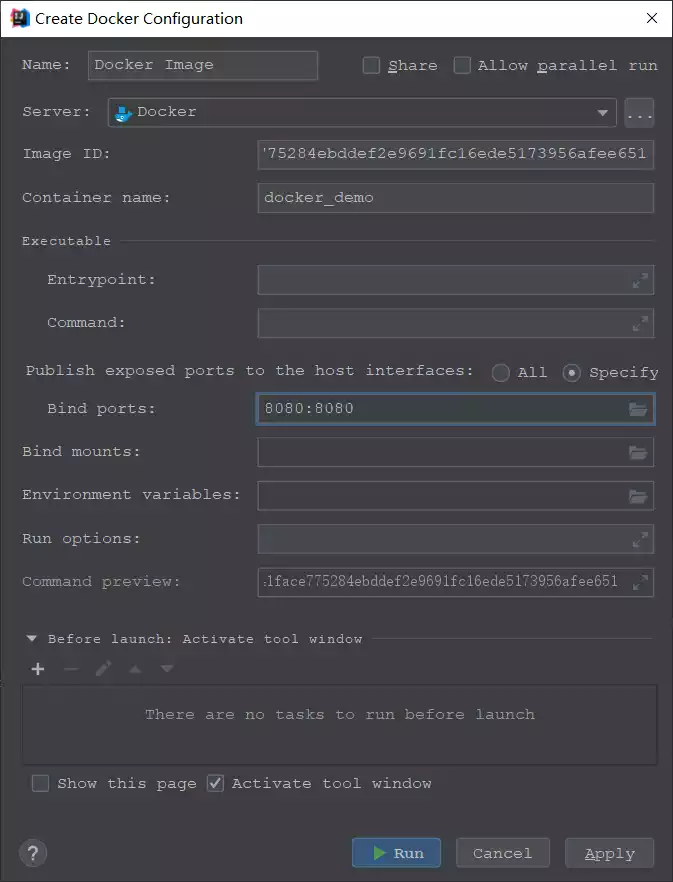 Create Docker Configuration
Name: Docker Image Share Allow parallel run
Server: Docker ...
Image ID: '75284ebddef2e9691fc16ede5173956afee651
Container name: docker_demo
Executable
Entrypoint:
Command:
Publish exposed ports to the host interfaces: All Specify
Bind ports: 8080:8080
Bind mounts:
Environment variables:
Run options:
Command preview: :lface775284ebddef2e9691fc16ede5173956afee651
Before launch: Activate tool window
There are no tasks to run before launch
Show this page Activate tool window
? Run Cancel Apply